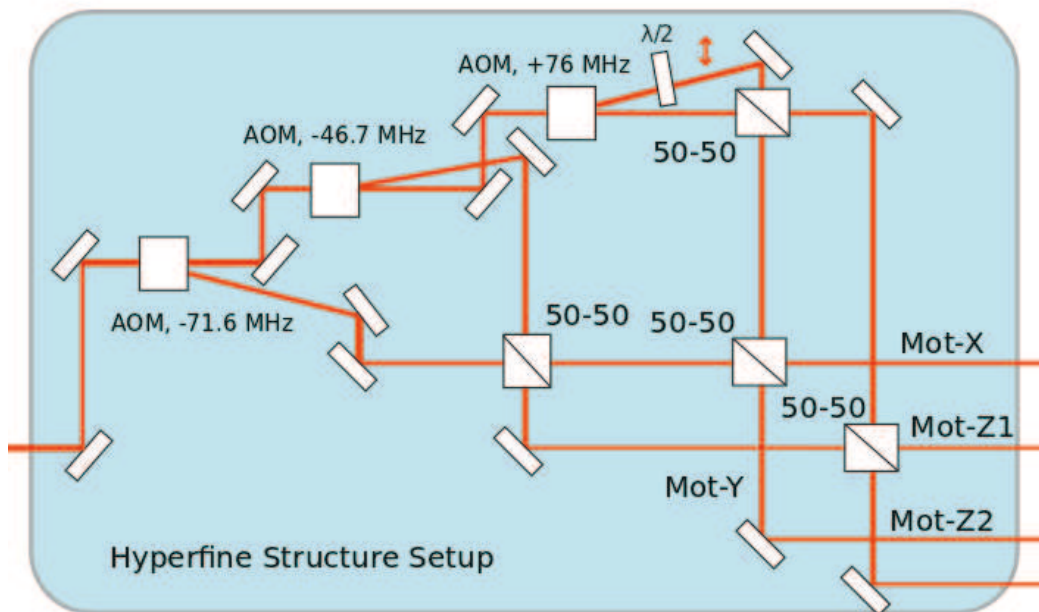 λ/2
AOM, +76 MHz
AOM, -46.7 MHz
50-50
AOM, -71.6 MHz
50-50
50-50
Mot-X
50-50
Mot-Z1
Mot-Y
Mot-Z2
Hyperfine Structure Setup